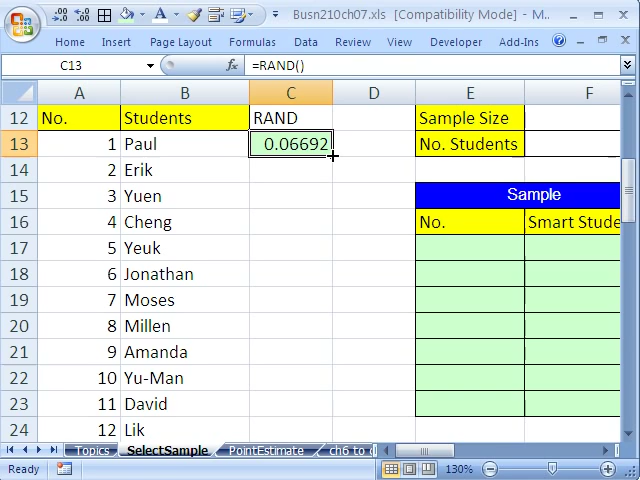 Busn210ch07.xls [Compatibility Mode] - M...
Home Insert Page Layout Formulas Data Review View Developer Add-Ins
C13 fx =RAND()
A B C D E F
12 No. Students RAND Sample Size
13 1 Paul 0.06692 No. Students
14 2 Erik
15 3 Yuen Sample
16 4 Cheng No. Smart Stude
17 5 Yeuk
18 6 Jonathan
19 7 Moses
20 8 Millen
21 9 Amanda
22 10 Yu-Man
23 11 David
24 12 Lik
Topics SelectSample PointEstimate ch6 to c
Ready 130%